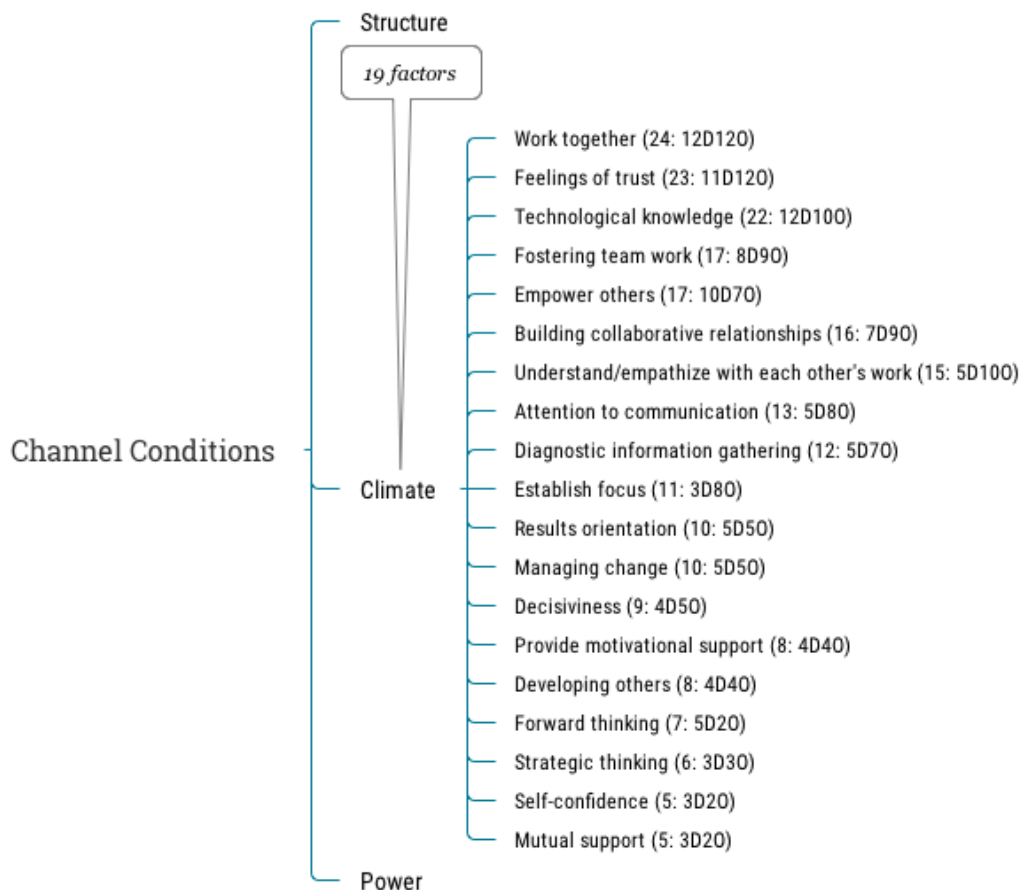 Structure
19 factors
Work together (24: 12D12O)
Feelings of trust (23: 11D12O)
Technological knowledge (22: 12D10O)
Fostering team work (17: 8D9O)
Empower others (17: 10D7O)
Building collaborative relationships (16: 7D9O)
Understand/empathize with each other's work (15: 5D10O)
Attention to communication (13: 5D8O)
Channel Conditions
Diagnostic information gathering (12: 5D7O)
Climate
Establish focus (11: 3D8O)
Results orientation (10: 5D5O)
Managing change (10: 5D5O)
Decisiviness (9: 4D5O)
Provide motivational support (8: 4D4O)
Developing others (8: 4D4O)
Forward thinking (7: 5D2O)
Strategic thinking (6: 3D3O)
Self-confidence (5: 3D2O)
Mutual support (5: 3D2O)
Power